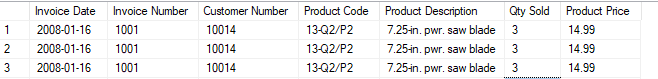 Invoice Date Invoice Number Customer Number Product Code Product Description Qty Sold Product Price
1 2008-01-16 1001 10014 13-Q2/P2 7.25-in. pwr. saw blade 3 14.99
2 2008-01-16 1001 10014 13-Q2/P2 7.25-in. pwr. saw blade 3 14.99
3 2008-01-16 1001 10014 13-Q2/P2 7.25-in. pwr. saw blade 3 14.99